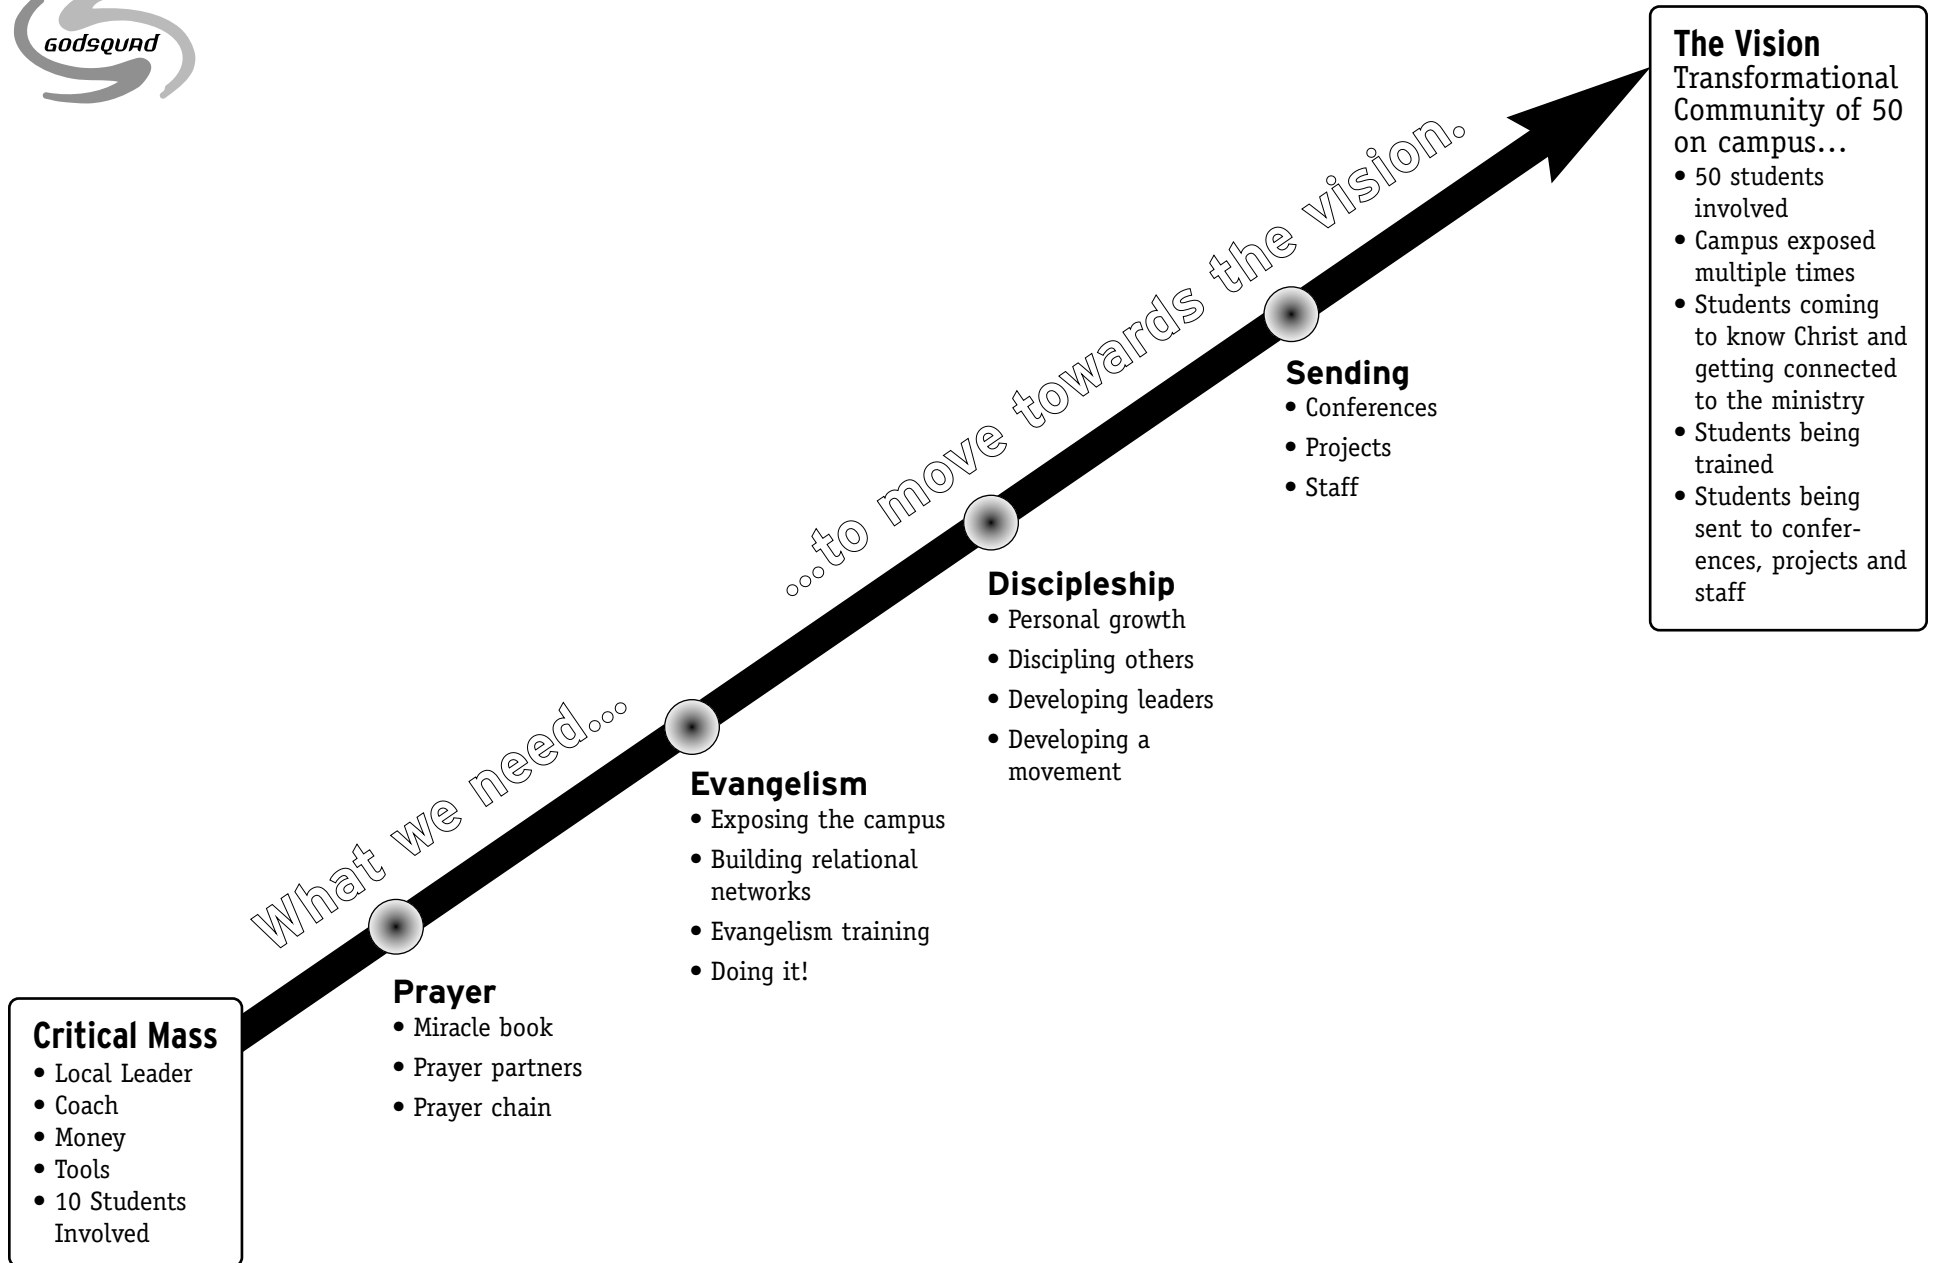 GODSQUAD
The Vision
Transformational
Community of 50
on campus...
• 50 students
involved
• Campus exposed
multiple times
• Students coming
to know Christ and
getting connected
to the ministry
• Students being
trained
• Students being
sent to confer-
ences, projects and
staff
What we need...
...to move towards the vision.
Sending
• Conferences
• Projects
• Staff
Discipleship
• Personal growth
• Discipling others
• Developing leaders
• Developing a
movement
Evangelism
• Exposing the campus
• Building relational
networks
• Evangelism training
• Doing it!
Prayer
• Miracle book
• Prayer partners
• Prayer chain
Critical Mass
• Local Leader
• Coach
• Money
• Tools
• 10 Students
Involved